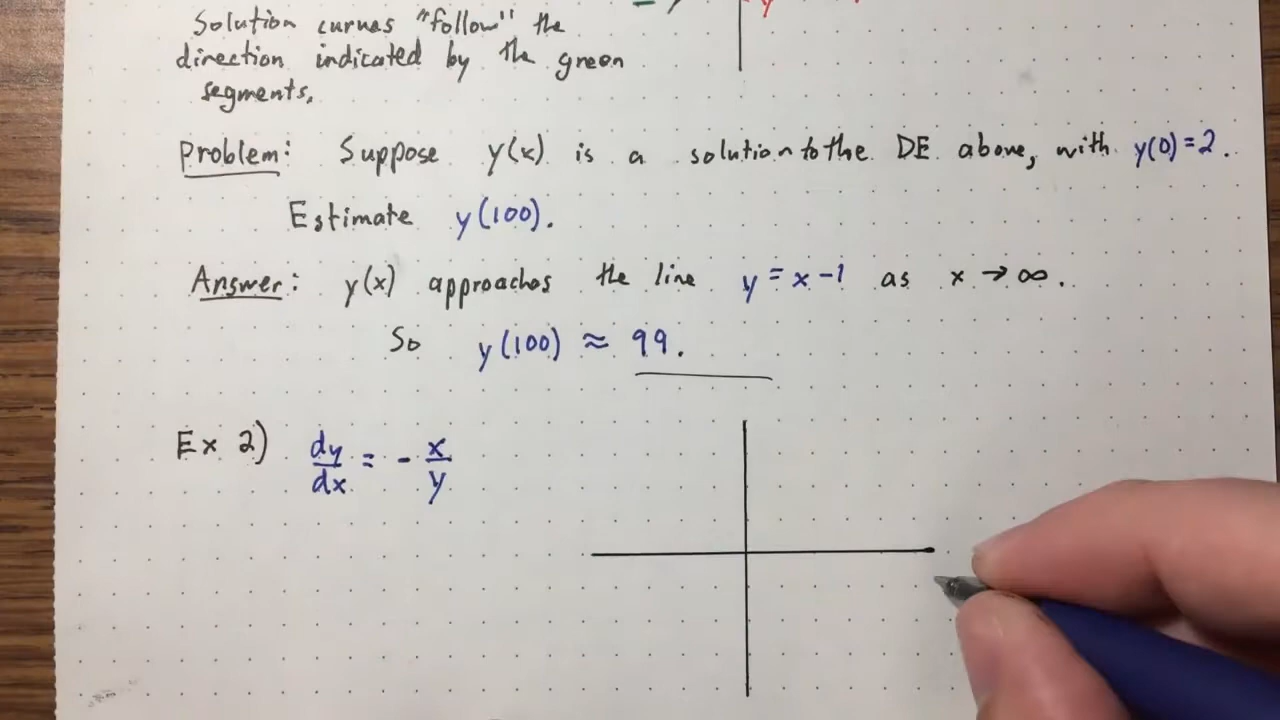 Solution curves "follow" the
direction indicated by the green
segments.
Problem: Suppose y(x) is a solution to the DE above, with y(0)=2.
Estimate y(100).
Answer: y(x) approaches the line y = x - 1 as x → ∞.
So y(100) ≈ 99.
Ex 2) dy/dx = - x/y